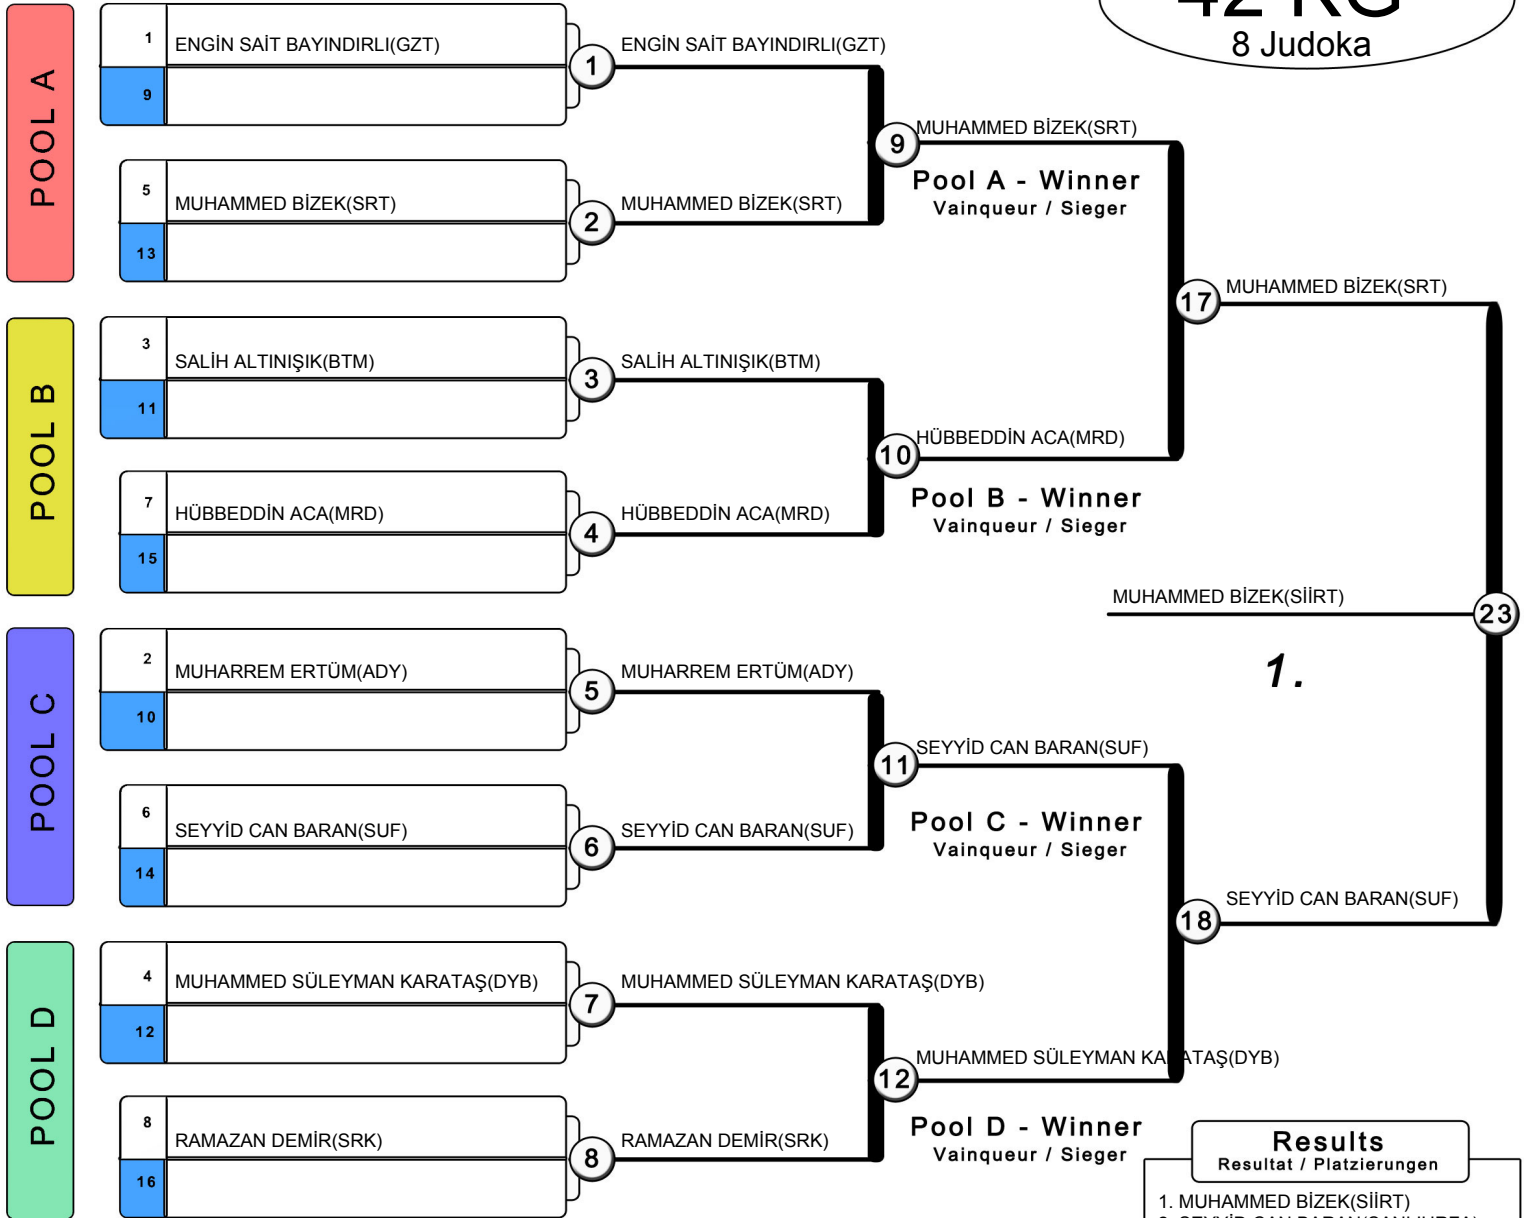 42 KG
8 Judoka
POOL A
1 ENGİN SAİT BAYINDIRLI(GZT)
9
1
ENGİN SAİT BAYINDIRLI(GZT)
5 MUHAMMED BİZEK(SRT)
13
2
MUHAMMED BİZEK(SRT)
9
MUHAMMED BİZEK(SRT)
Pool A - Winner
Vainqueur / Sieger
POOL B
3 SALİH ALTINIŞIK(BTM)
11
3
SALİH ALTINIŞIK(BTM)
7 HÜBBEDDİN ACA(MRD)
15
4
HÜBBEDDİN ACA(MRD)
10
HÜBBEDDİN ACA(MRD)
Pool B - Winner
Vainqueur / Sieger
17
MUHAMMED BİZEK(SRT)
MUHAMMED BİZEK(SİİRT)
23
1.
POOL C
2 MUHARREM ERTÜM(ADY)
10
5
MUHARREM ERTÜM(ADY)
6 SEYYİD CAN BARAN(SUF)
14
6
SEYYİD CAN BARAN(SUF)
11
SEYYİD CAN BARAN(SUF)
Pool C - Winner
Vainqueur / Sieger
18
SEYYİD CAN BARAN(SUF)
POOL D
4 MUHAMMED SÜLEYMAN KARATAŞ(DYB)
12
7
MUHAMMED SÜLEYMAN KARATAŞ(DYB)
8 RAMAZAN DEMİR(SRK)
16
8
RAMAZAN DEMİR(SRK)
12
MUHAMMED SÜLEYMAN KARATAŞ(DYB)
Pool D - Winner
Vainqueur / Sieger
Results
Resultat / Platzierungen
1. MUHAMMED BİZEK(SİİRT)